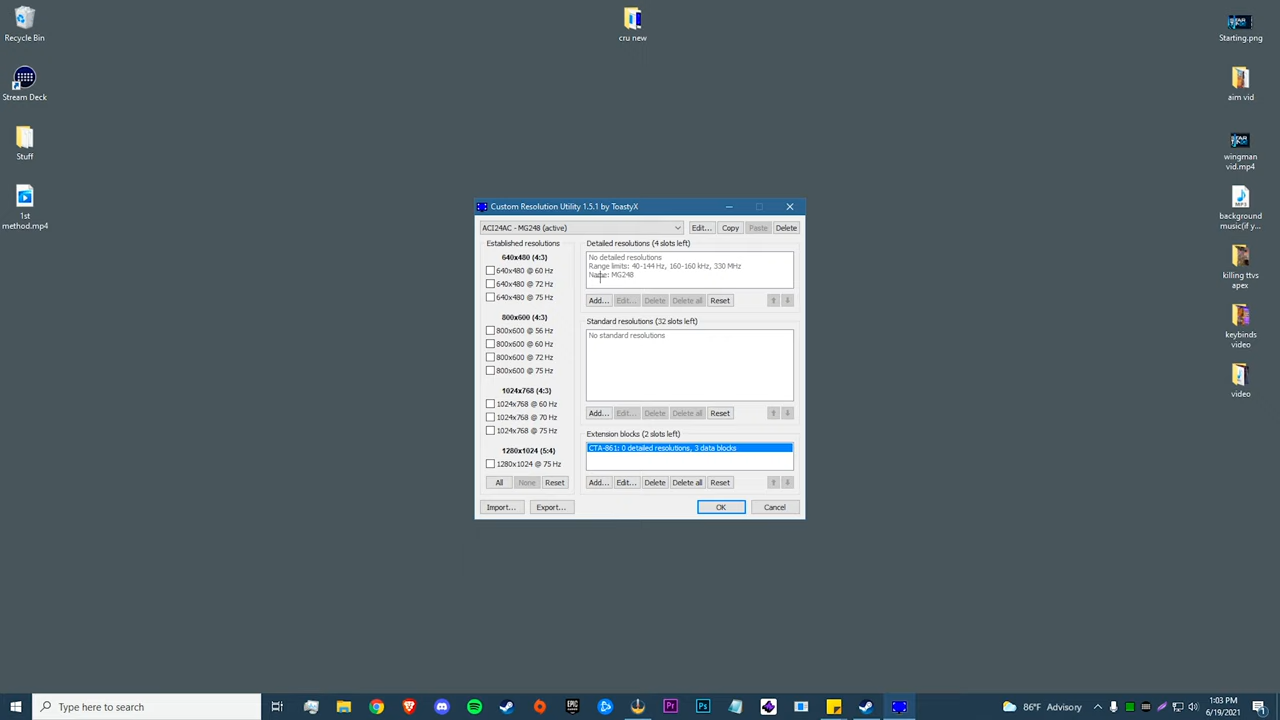 Recycle Bin
Stream Deck
Stuff
1st
method.mp4
cru new
Starting.png
aim vid
wingman
vid.mp4
background
music(if y...
killing ttvs
apex
keybinds
video
video
Custom Resolution Utility 1.5.1 by ToastyX
ACI24AC - MG248 (active)
Edit...
Copy
Paste
Delete
Established resolutions
640x480 (4:3)
640x480 @ 60 Hz
640x480 @ 72 Hz
640x480 @ 75 Hz
800x600 (4:3)
800x600 @ 56 Hz
800x600 @ 60 Hz
800x600 @ 72 Hz
800x600 @ 75 Hz
1024x768 (4:3)
1024x768 @ 60 Hz
1024x768 @ 70 Hz
1024x768 @ 75 Hz
1280x1024 (5:4)
1280x1024 @ 75 Hz
All
None
Reset
Detailed resolutions (4 slots left)
No detailed resolutions
Range limits: 40-144 Hz, 160-160 kHz, 330 MHz
Name: MG248
Add...
Edit...
Delete
Delete all
Reset
Standard resolutions (32 slots left)
No standard resolutions
Add...
Edit...
Delete
Delete all
Reset
Extension blocks (2 slots left)
CTA-861: 0 detailed resolutions, 3 data blocks
Add...
Edit...
Delete
Delete all
Reset
Import...
Export...
OK
Cancel
Type here to search
EPIC
Pr
Ps
86°F Advisory
1:03 PM
6/19/2021